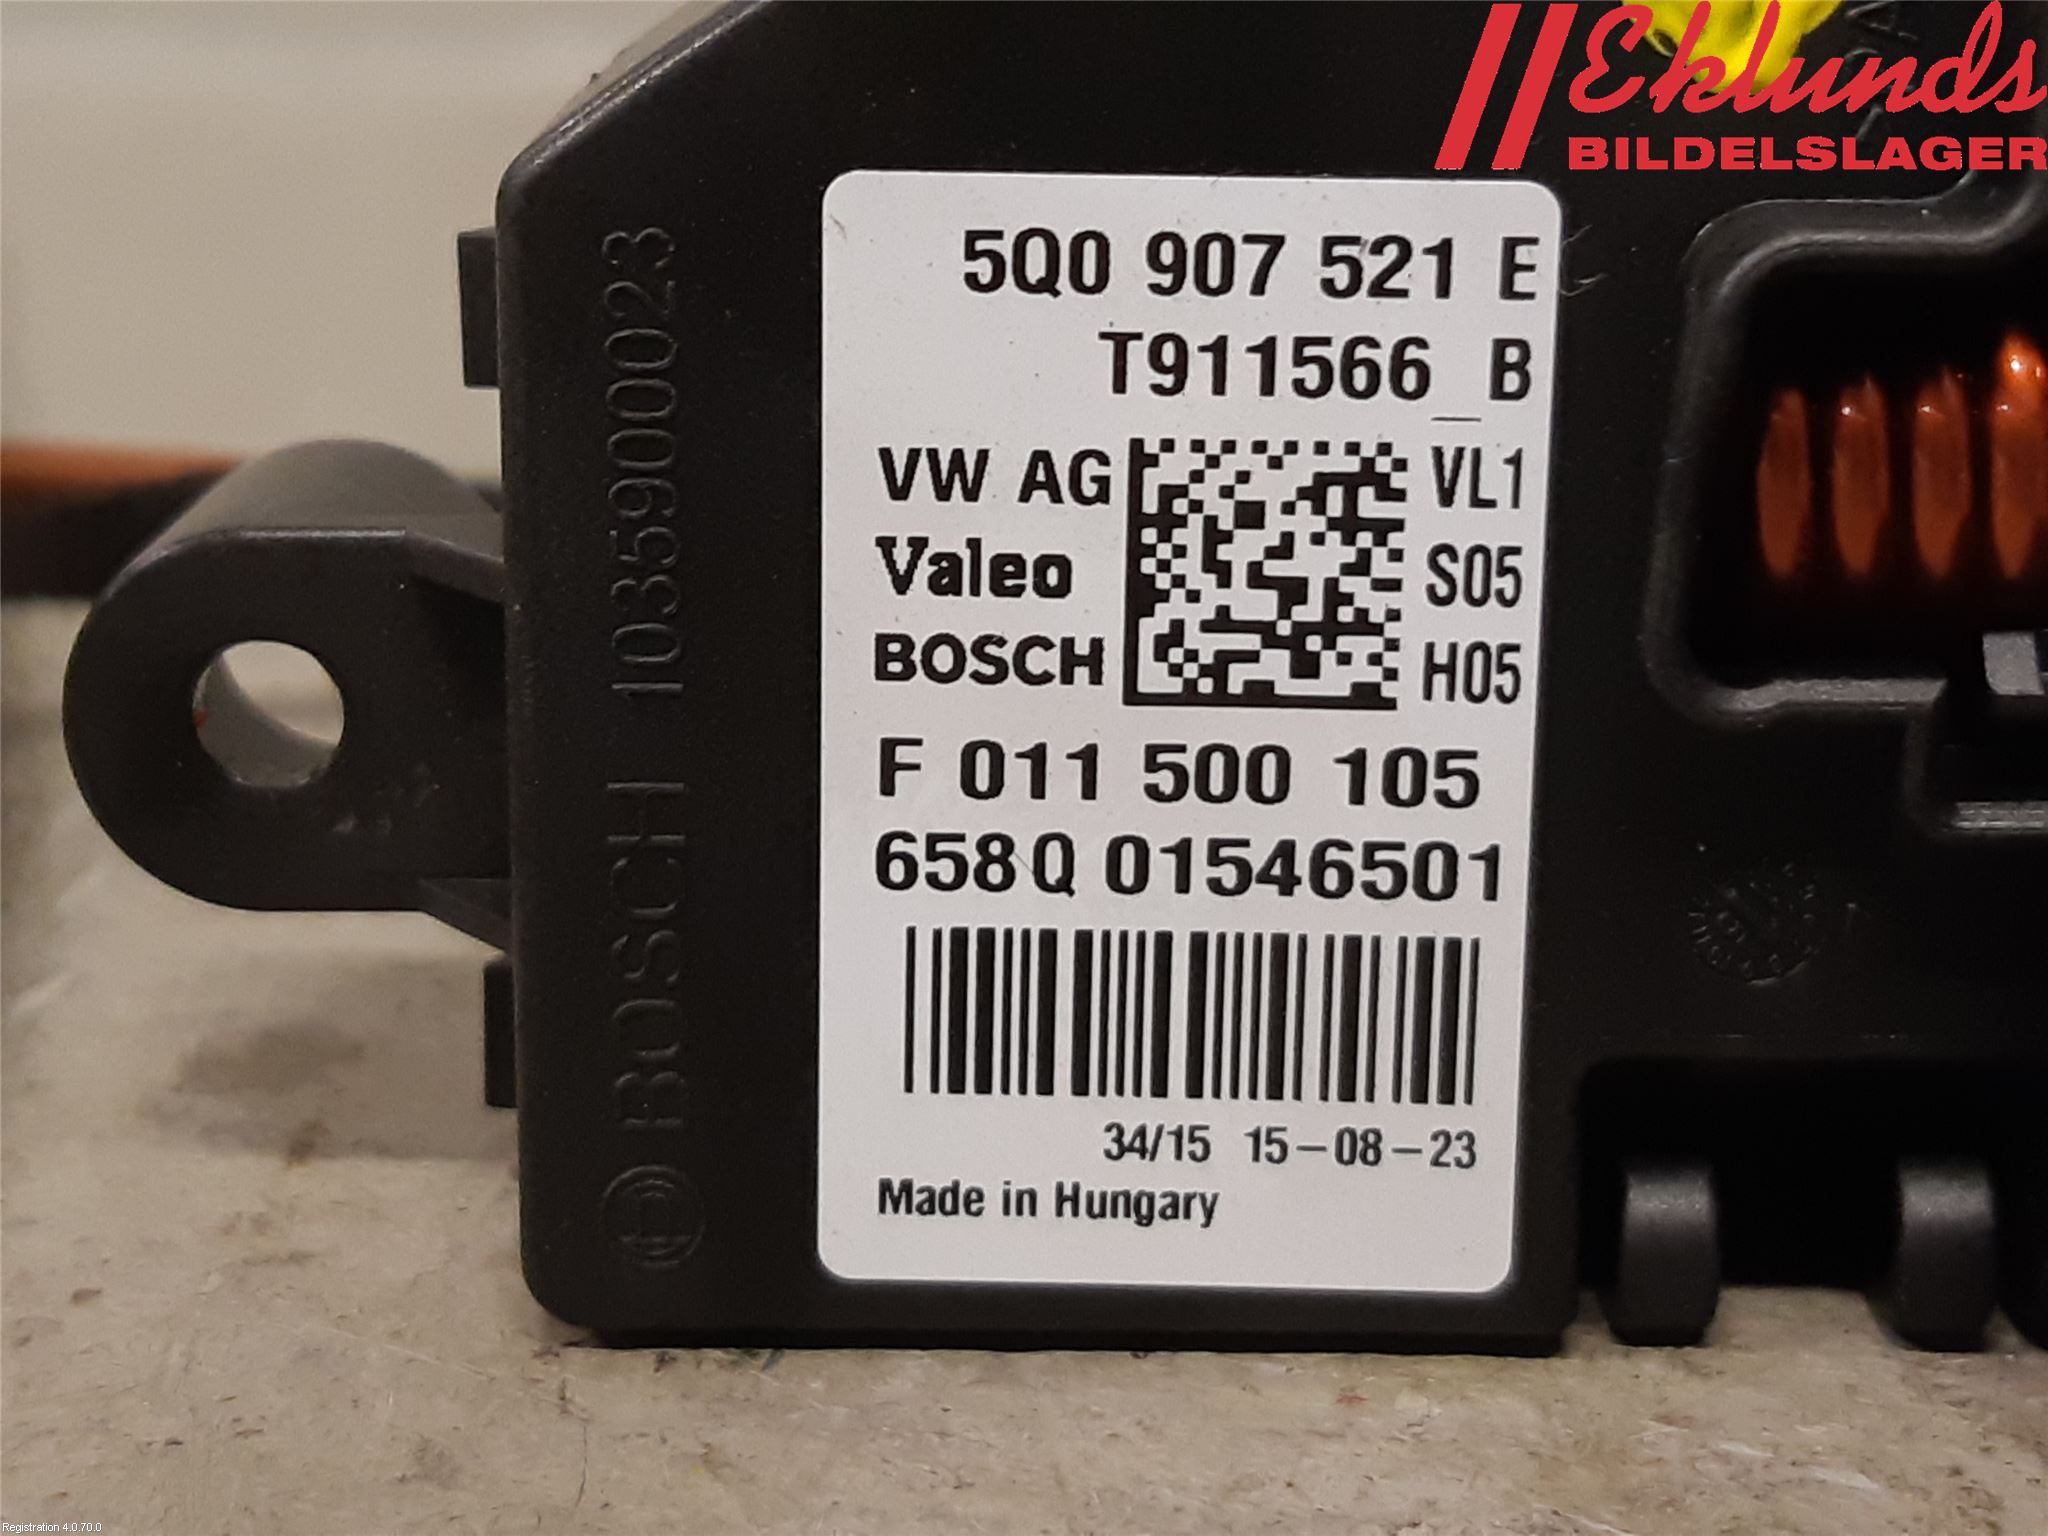 Eklunds
BILDELSLAGER
5Q0 907 521 E
T911566_B
VW AG
VL1
Valeo
S05
BOSCH
H05
F 011 500 105
658Q 01546501
34/15 15-08-23
Made in Hungary
BOSCH 1035900023
Registration 4.0.70.0